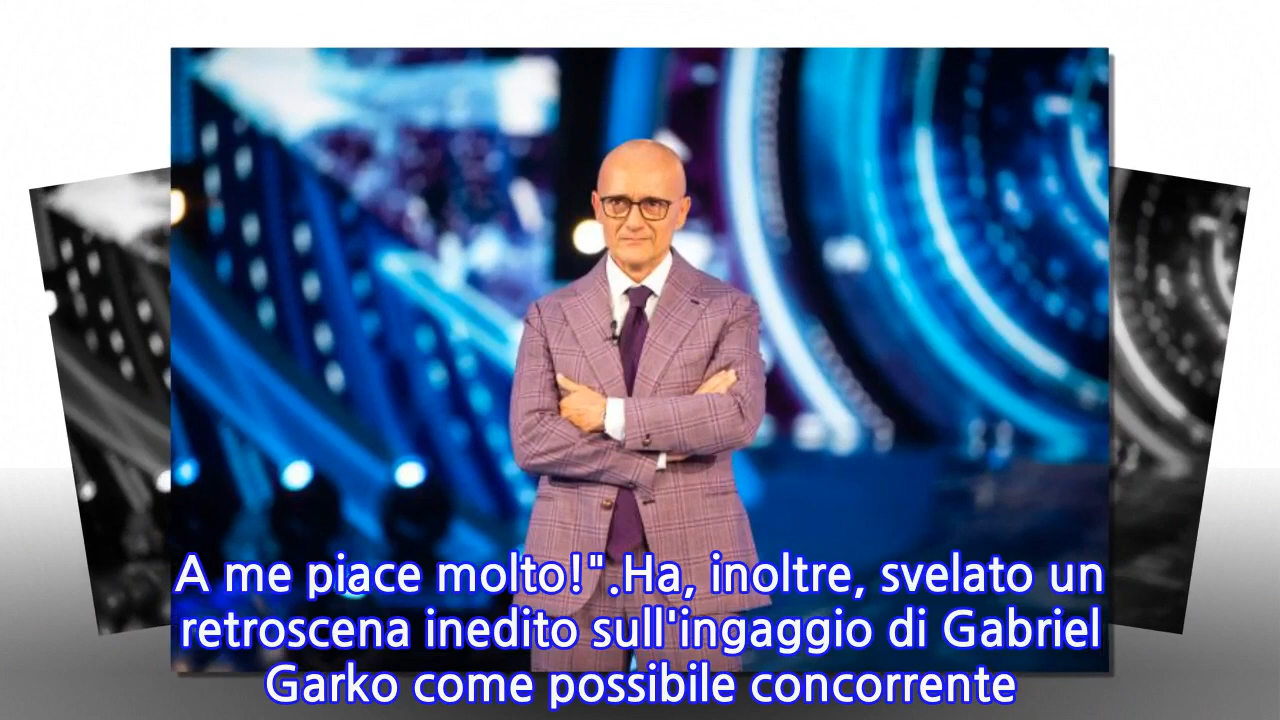 A me piace molto!".Ha, inoltre, svelato un
retroscena inedito sull'ingaggio di Gabriel
Garko come possibile concorrente